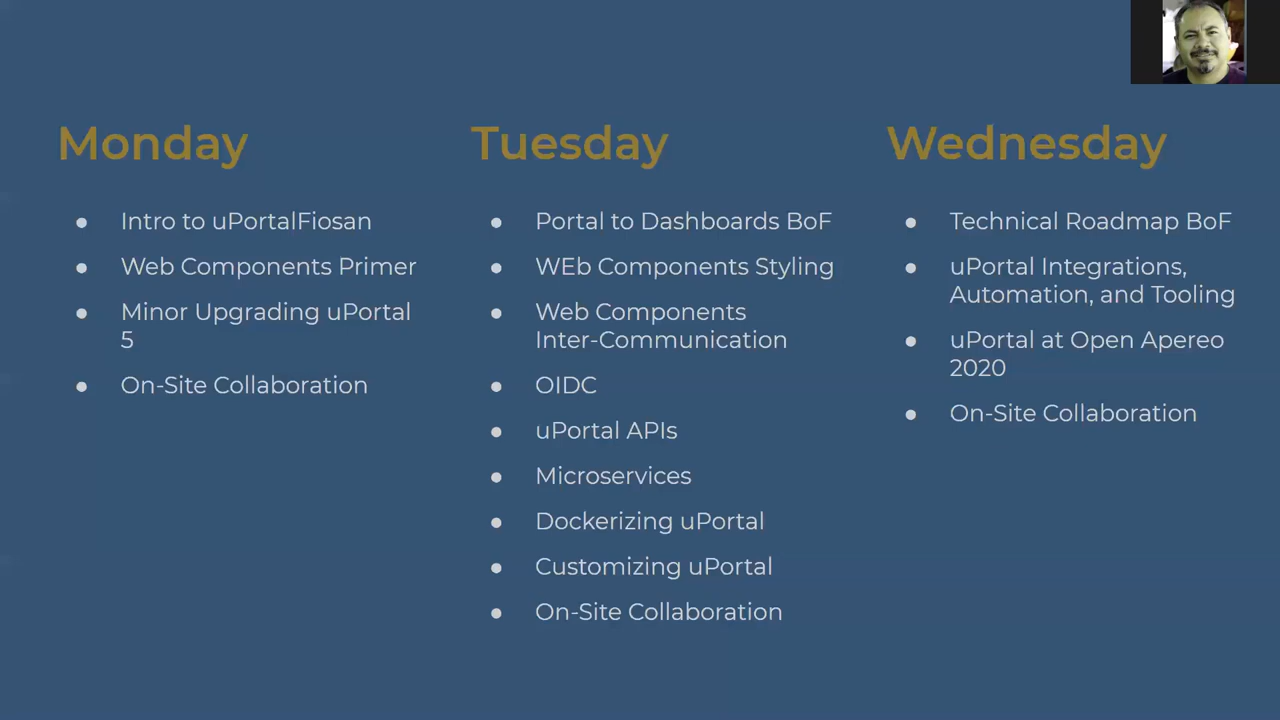 Monday
Intro to uPortalFiosan
Web Components Primer
Minor Upgrading uPortal
5
On-Site Collaboration
Tuesday
Portal to Dashboards BoF
WEb Components Styling
Web Components
Inter-Communication
OIDC
uPortal APIs
Microservices
Dockerizing uPortal
Customizing uPortal
On-Site Collaboration
Wednesday
Technical Roadmap BoF
uPortal Integrations,
Automation, and Tooling
uPortal at Open Apereo
2020
On-Site Collaboration